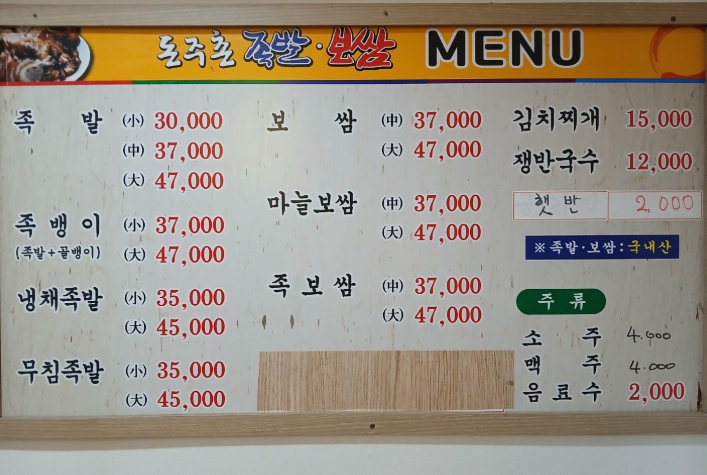 돈주촌 족발·보쌈 MENU
족 발 (小) 30,000
(中) 37,000
(大) 47,000
족 뱅 이 (小) 37,000
(족발+골뱅이) (大) 47,000
냉채족발 (小) 35,000
(大) 45,000
무침족발 (小) 35,000
(大) 45,000
보 쌈 (中) 37,000
(大) 47,000
마늘보쌈 (中) 37,000
(大) 47,000
족 보 쌈 (中) 37,000
(大) 47,000
김치찌개 15,000
쟁반국수 12,000
햇반 2,000
※족발·보쌈:국내산
주 류
소 주 4.000
맥 주 4.000
음 료 수 2,000